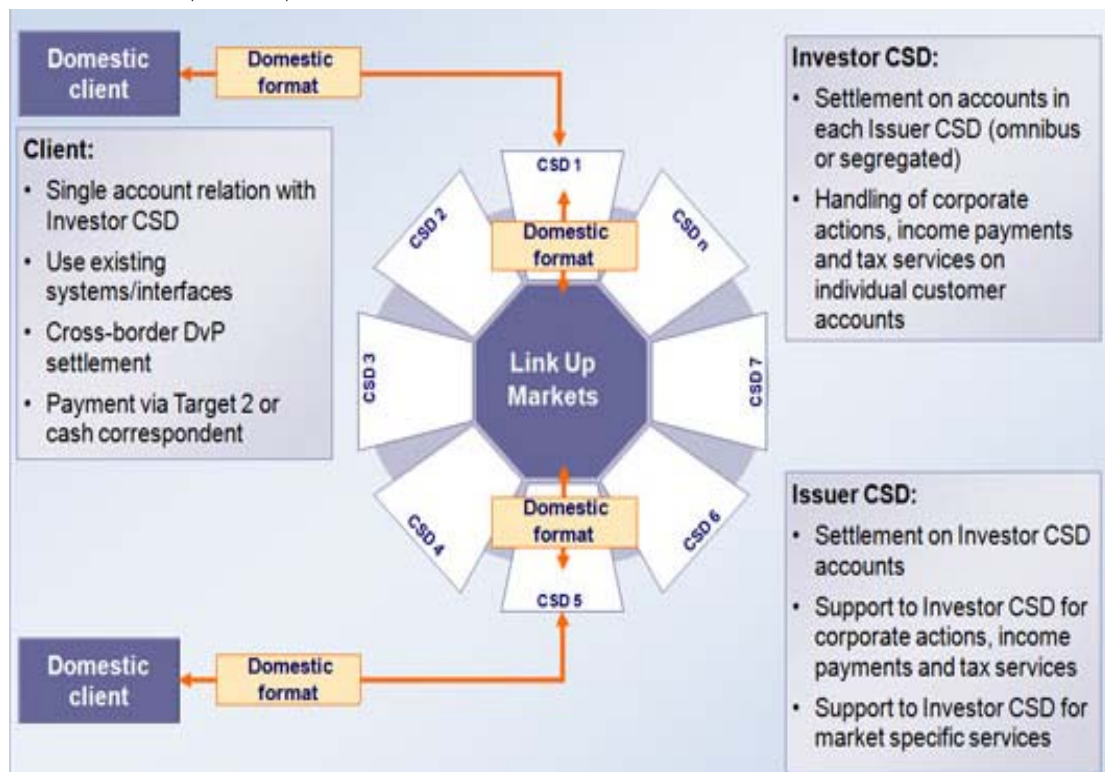 Domestic
client
Domestic
format
Client:
• Single account relation with
Investor CSD
• Use existing
systems/interfaces
• Cross-border DvP
settlement
• Payment via Target 2 or
cash correspondent
CSD 1
CSD 2
CSD n
Domestic
format
CSD 3
Link Up
Markets
CSD 7
CSD 4
Domestic
format
CSD 6
CSD 5
Domestic
client
Domestic
format
Investor CSD:
• Settlement on accounts in
each Issuer CSD (omnibus
or segregated)
• Handling of corporate
actions, income payments
and tax services on
individual customer
accounts
Issuer CSD:
• Settlement on Investor CSD
accounts
• Support to Investor CSD for
corporate actions, income
payments and tax services
• Support to Investor CSD for
market specific services